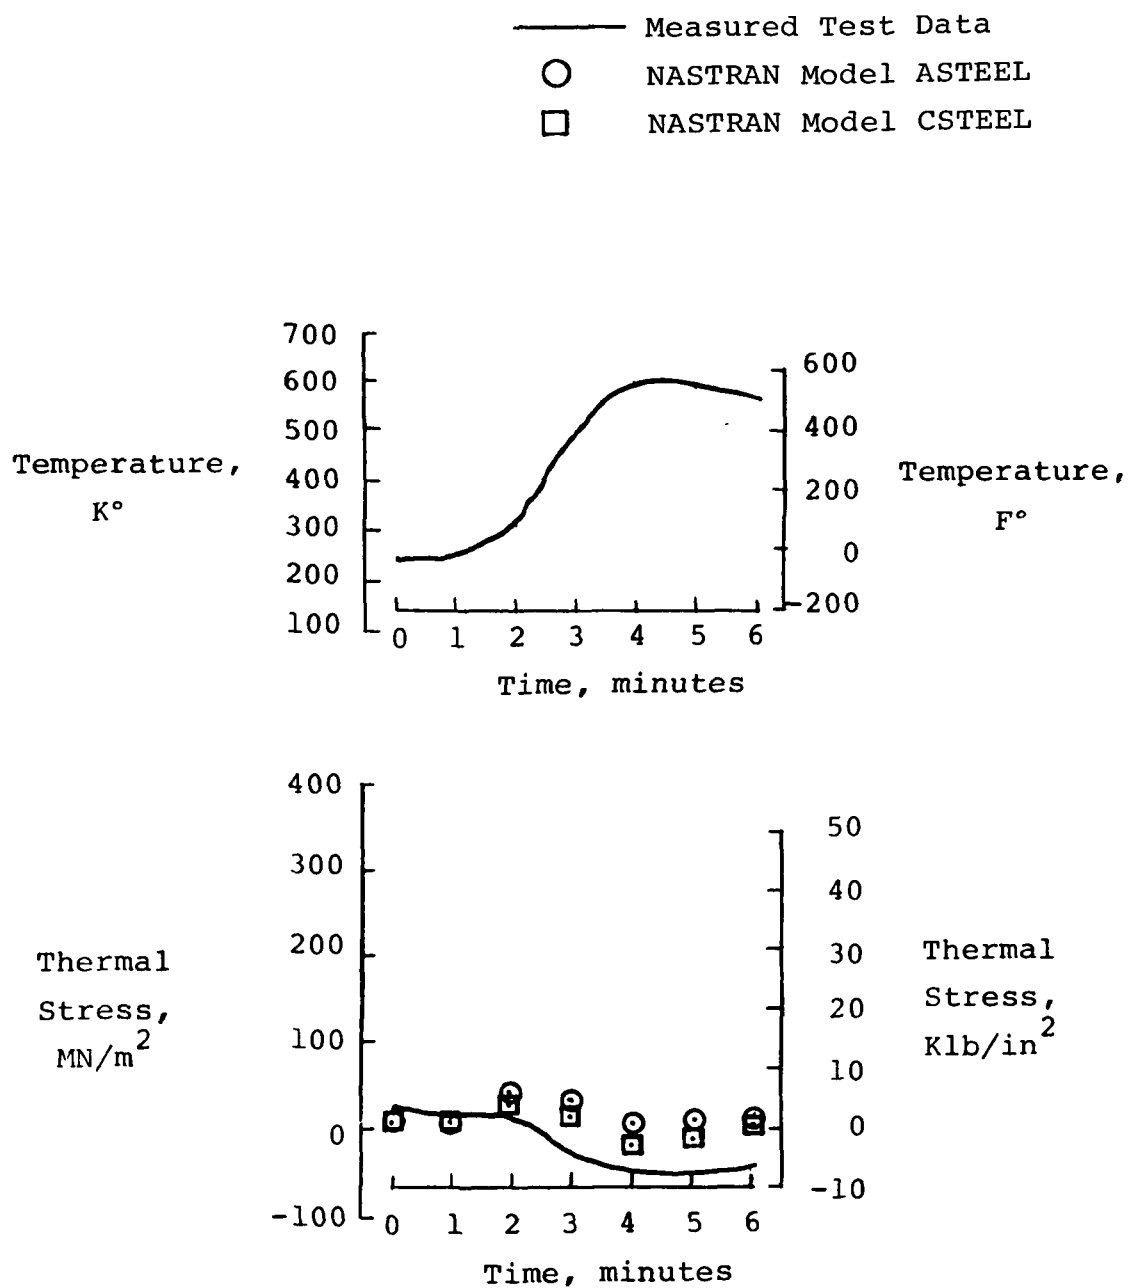 Measured Test Data
NASTRAN Model ASTEEL
NASTRAN Model CSTEEL
700
600
500
400
300
200
100
Temperature,
K°
600
400
200
0
-200
Temperature,
F°
0 1 2 3 4 5 6
Time, minutes
400
300
200
100
0
-100
Thermal
Stress,
MN/m²
50
40
30
20
10
0
-10
Thermal
Stress,
Klb/in²
0 1 2 3 4 5 6
Time, minutes